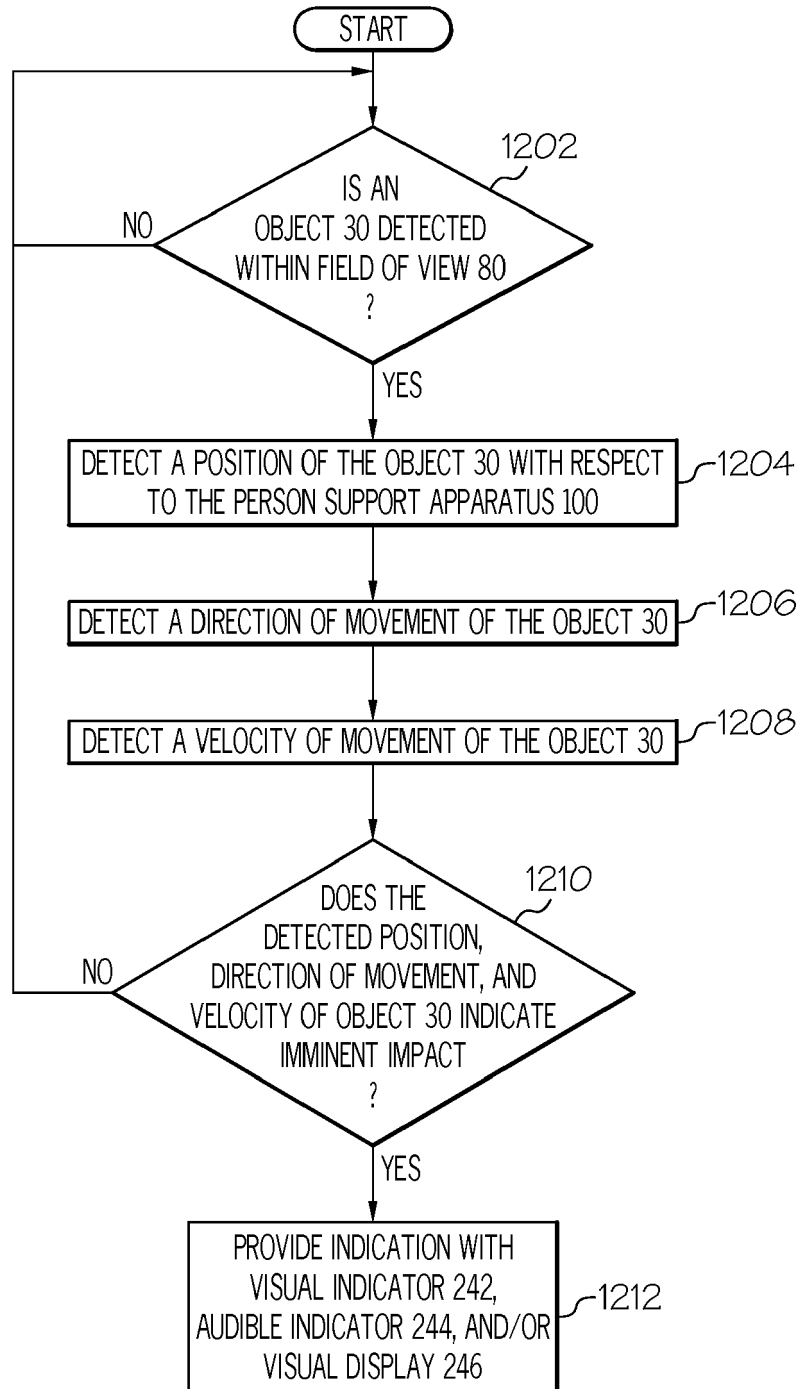 START
1202
IS AN
OBJECT 30 DETECTED
WITHIN FIELD OF VIEW 80
?
NO
YES
DETECT A POSITION OF THE OBJECT 30 WITH RESPECT
TO THE PERSON SUPPORT APPARATUS 100
1204
DETECT A DIRECTION OF MOVEMENT OF THE OBJECT 30
1206
DETECT A VELOCITY OF MOVEMENT OF THE OBJECT 30
1208
1210
DOES THE
DETECTED POSITION,
DIRECTION OF MOVEMENT, AND
VELOCITY OF OBJECT 30 INDICATE
IMMINENT IMPACT
?
NO
YES
PROVIDE INDICATION WITH
VISUAL INDICATOR 242,
AUDIBLE INDICATOR 244, AND/OR
VISUAL DISPLAY 246
1212